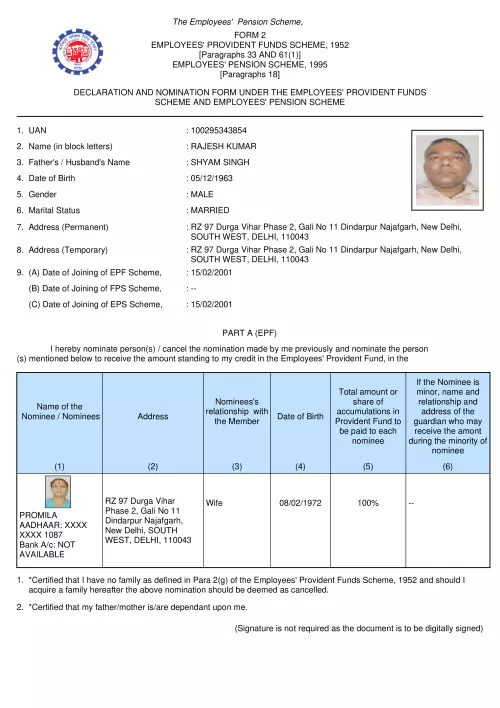 The Employees' Pension Scheme,
FORM 2
EMPLOYEES' PROVIDENT FUNDS SCHEME, 1952
[Paragraphs 33 AND 61(1)]
EMPLOYEES' PENSION SCHEME, 1995
[Paragraphs 18]
DECLARATION AND NOMINATION FORM UNDER THE EMPLOYEES' PROVIDENT FUNDS
SCHEME AND EMPLOYEES' PENSION SCHEME
1. UAN : 100295343854
2. Name (in block letters) : RAJESH KUMAR
3. Father's / Husband's Name : SHYAM SINGH
4. Date of Birth : 05/12/1963
5. Gender : MALE
6. Marital Status : MARRIED
7. Address (Permanent) : RZ 97 Durga Vihar Phase 2, Gali No 11 Dindarpur Najafgarh, New Delhi,
SOUTH WEST, DELHI, 110043
8. Address (Temporary) : RZ 97 Durga Vihar Phase 2, Gali No 11 Dindarpur Najafgarh, New Delhi,
SOUTH WEST, DELHI, 110043
9. (A) Date of Joining of EPF Scheme, : 15/02/2001
(B) Date of Joining of FPS Scheme, : --
(C) Date of Joining of EPS Scheme, : 15/02/2001
PART A (EPF)
I hereby nominate person(s) / cancel the nomination made by me previously and nominate the person
(s) mentioned below to receive the amount standing to my credit in the Employees' Provident Fund, in the
Name of the
Nominee / Nominees
(1)
Address
(2)
Nominees's
relationship with
the Member
(3)
Date of Birth
(4)
Total amount or
share of
accumulations in
Provident Fund to
be paid to each
nominee
(5)
If the Nominee is
minor, name and
relationship and
address of the
guardian who may
receive the amont
during the minority of
nominee
(6)
PROMILA
AADHAAR: XXXX
XXXX 1087
Bank A/c: NOT
AVAILABLE
RZ 97 Durga Vihar
Phase 2, Gali No 11
Dindarpur Najafgarh,
New Delhi, SOUTH
WEST, DELHI, 110043
Wife
08/02/1972
100%
--
1. *Certified that I have no family as defined in Para 2(g) of the Employees' Provident Funds Scheme, 1952 and should I
acquire a family hereafter the above nomination should be deemed as cancelled.
2. *Certified that my father/mother is/are dependant upon me.
(Signature is not required as the document is to be digitally signed)